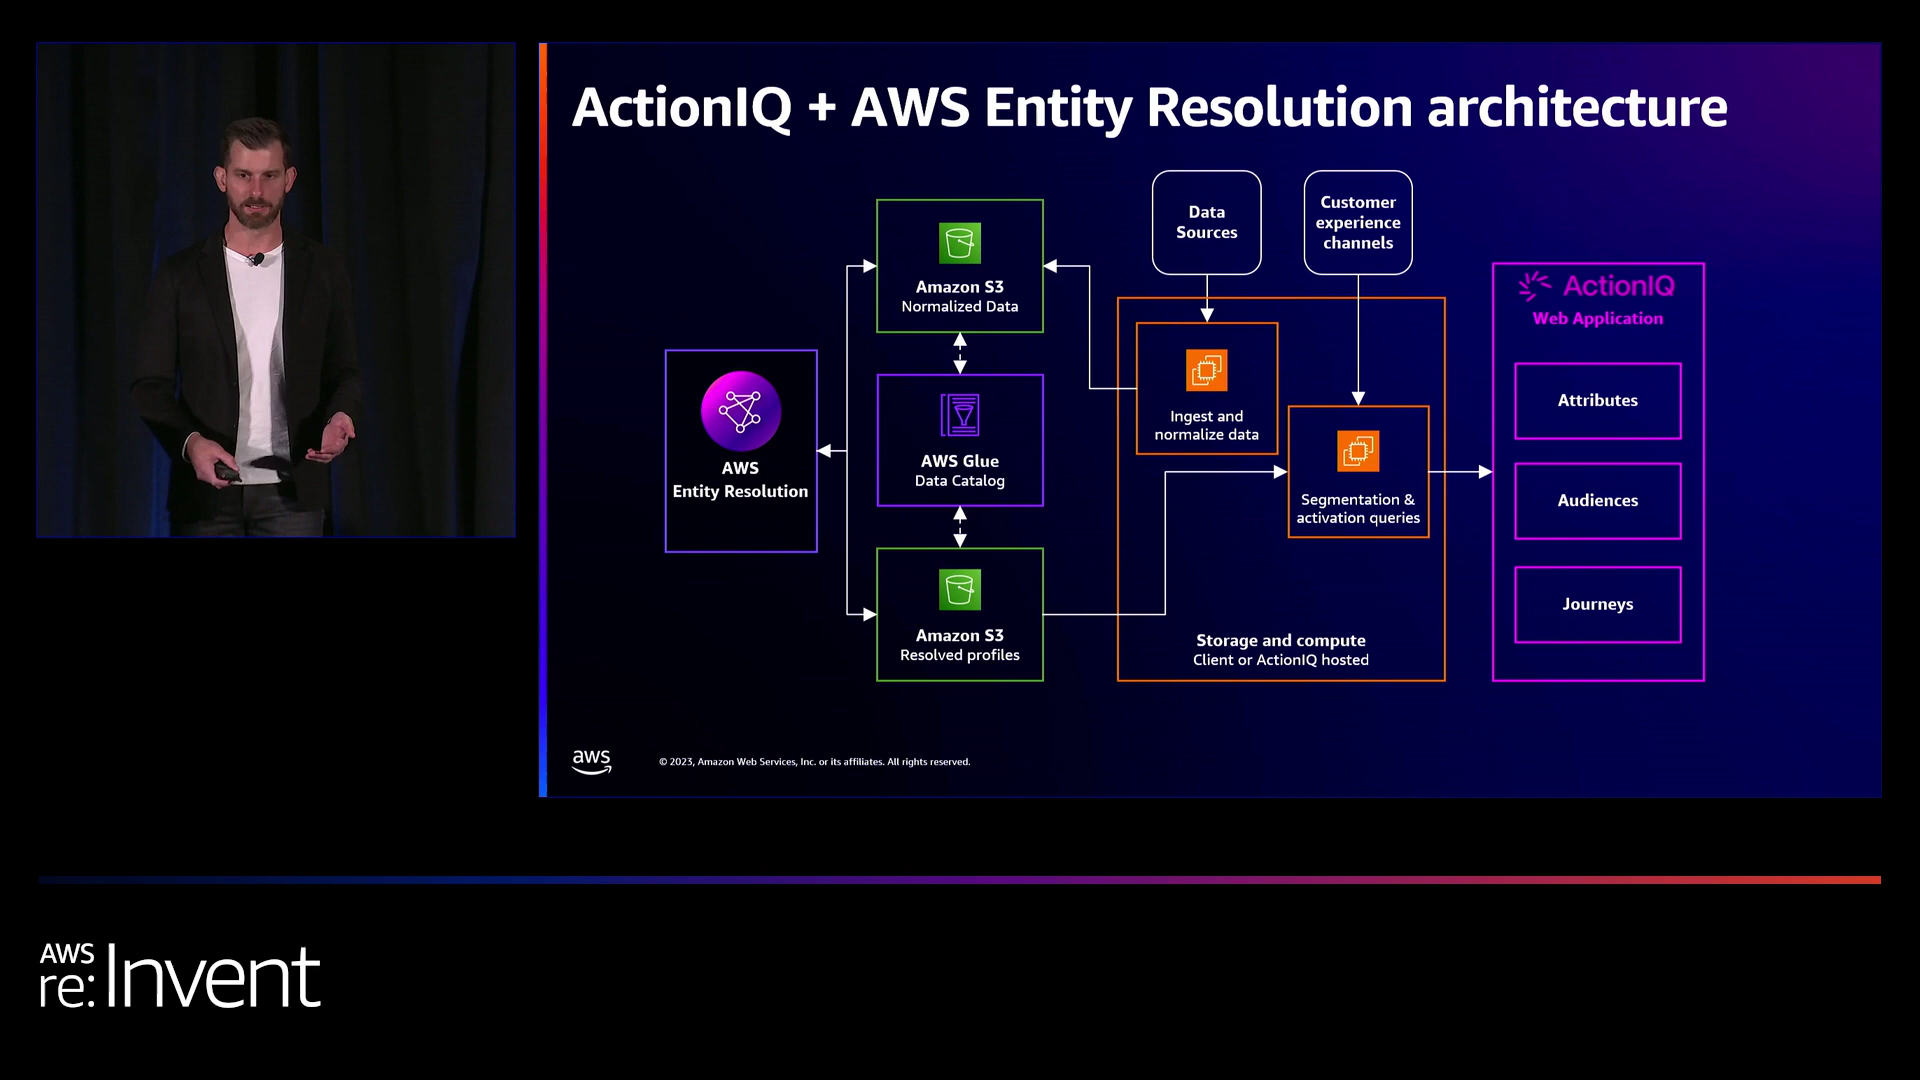 ActionIQ + AWS Entity Resolution architecture
Data
Sources
Customer
experience
channels
Amazon S3
Normalized Data
ActionIQ
Web Application
AWS
Entity Resolution
AWS Glue
Data Catalog
Ingest and
normalize data
Segmentation &
activation queries
Attributes
Audiences
Journeys
Amazon S3
Resolved profiles
Storage and compute
Client or ActionIQ hosted
aws
© 2023, Amazon Web Services, Inc. or its affiliates. All rights reserved.
AWS
re:Invent